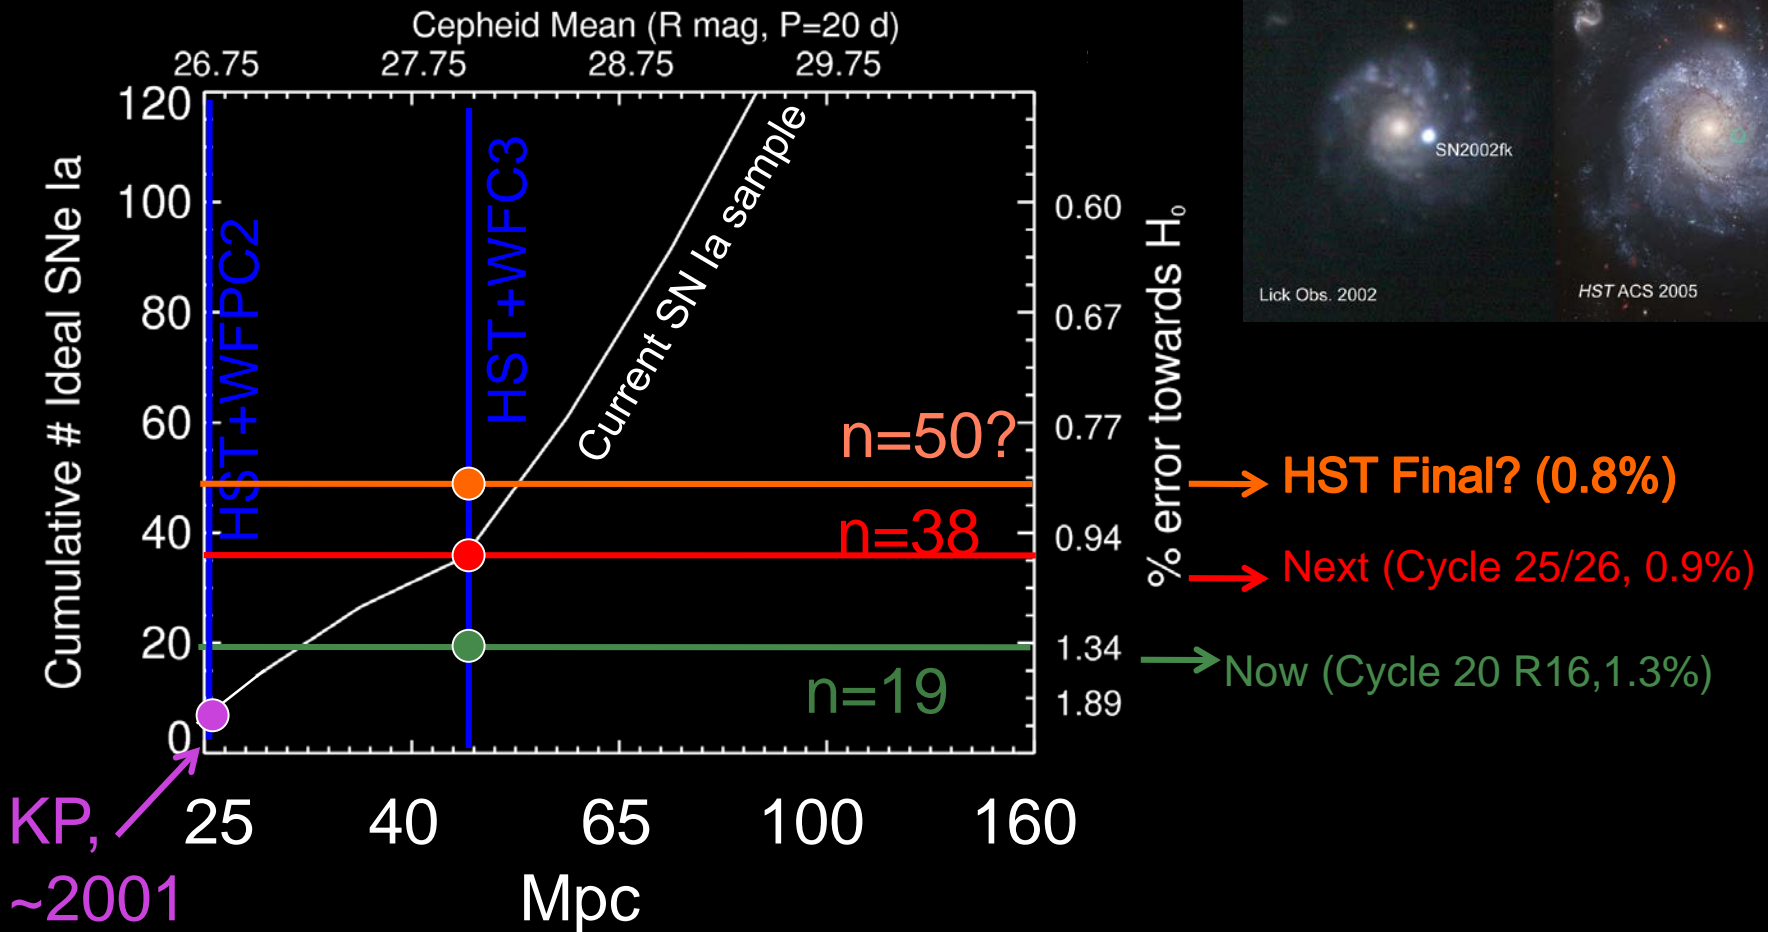 Cepheid Mean (R mag, P=20 d)
26.75 27.75 28.75 29.75
120
100
80
60
40
20
0
Cumulative # Ideal SNe Ia
HST+WFPC2
HST+WFC3
Current SN Ia sample
n=50?
n=38
n=19
0.60
0.67
0.77
0.94
1.34
1.89
% error towards H₀
25 40 65 100 160
Mpc
KP,
~2001
SN2002fk
Lick Obs. 2002
HST ACS 2005
HST Final? (0.8%)
Next (Cycle 25/26, 0.9%)
Now (Cycle 20 R16,1.3%)